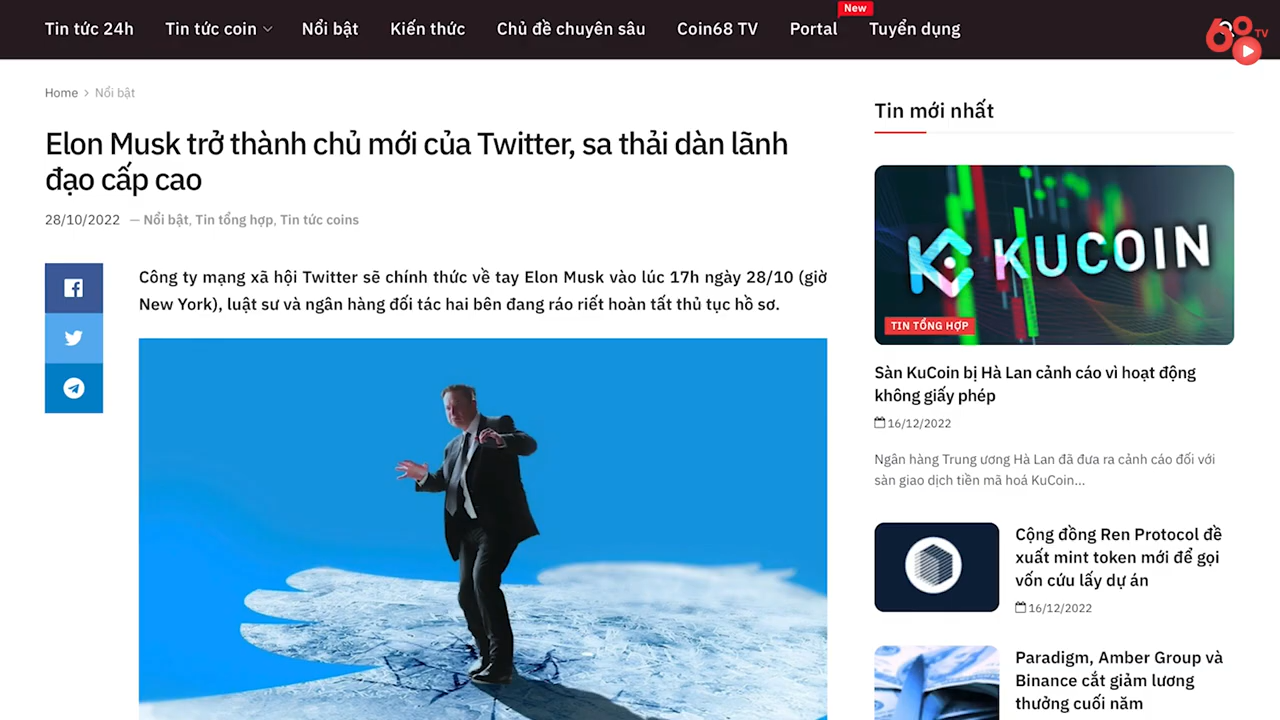 New
Tin tức 24h
Tin tức coin
Nổi bật
Kiến thức
Chủ đề chuyên sâu
Coin68 TV
Portal
Tuyển dụng
68 TV
Home > Nổi bật
Elon Musk trở thành chủ mới của Twitter, sa thải dàn lãnh
đạo cấp cao
28/10/2022 — Nổi bật, Tin tổng hợp, Tin tức coins
Công ty mạng xã hội Twitter sẽ chính thức về tay Elon Musk vào lúc 17h ngày 28/10 (giờ
New York), luật sư và ngân hàng đối tác hai bên đang ráo riết hoàn tất thủ tục hồ sơ.
Tin mới nhất
KUCOIN
TIN TỔNG HỢP
Sàn KuCoin bị Hà Lan cảnh cáo vì hoạt động
không giấy phép
16/12/2022
Ngân hàng Trung ương Hà Lan đã đưa ra cảnh cáo đối với
sàn giao dịch tiền mã hoá KuCoin...
Cộng đồng Ren Protocol đề
xuất mint token mới để gọi
vốn cứu lấy dự án
16/12/2022
Paradigm, Amber Group và
Binance cắt giảm lương
thưởng cuối năm